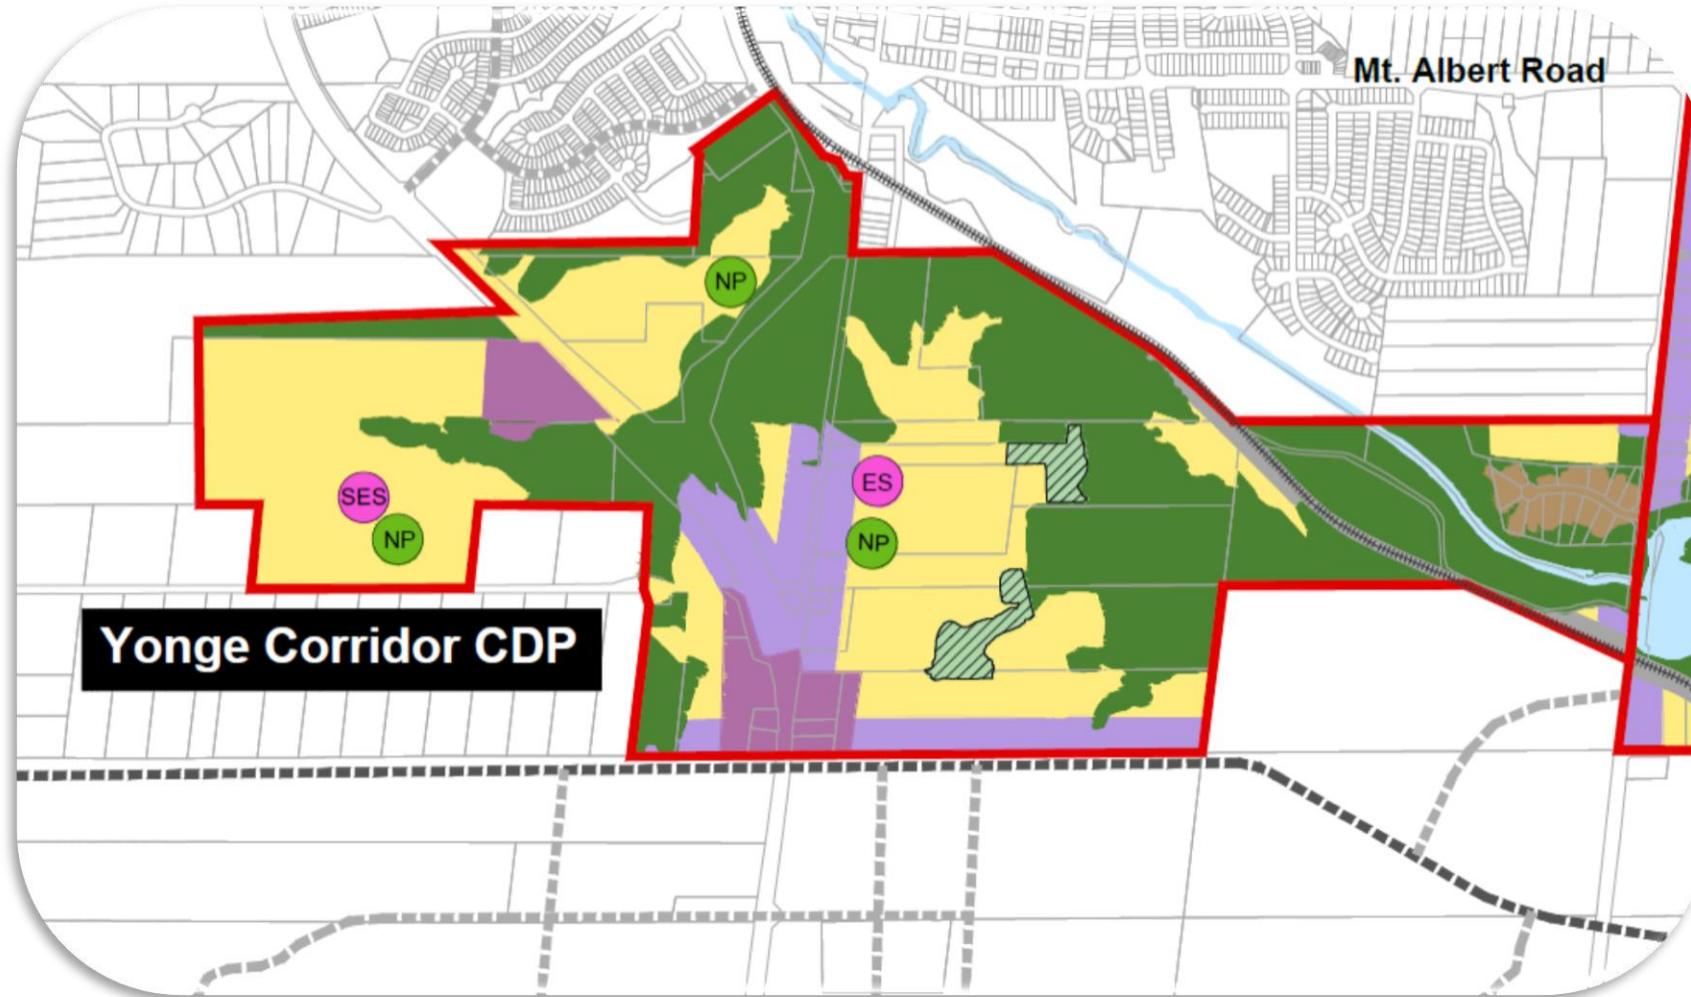 Mt. Albert Road
NP
ES
SES
NP
NP
Yonge Corridor CDP